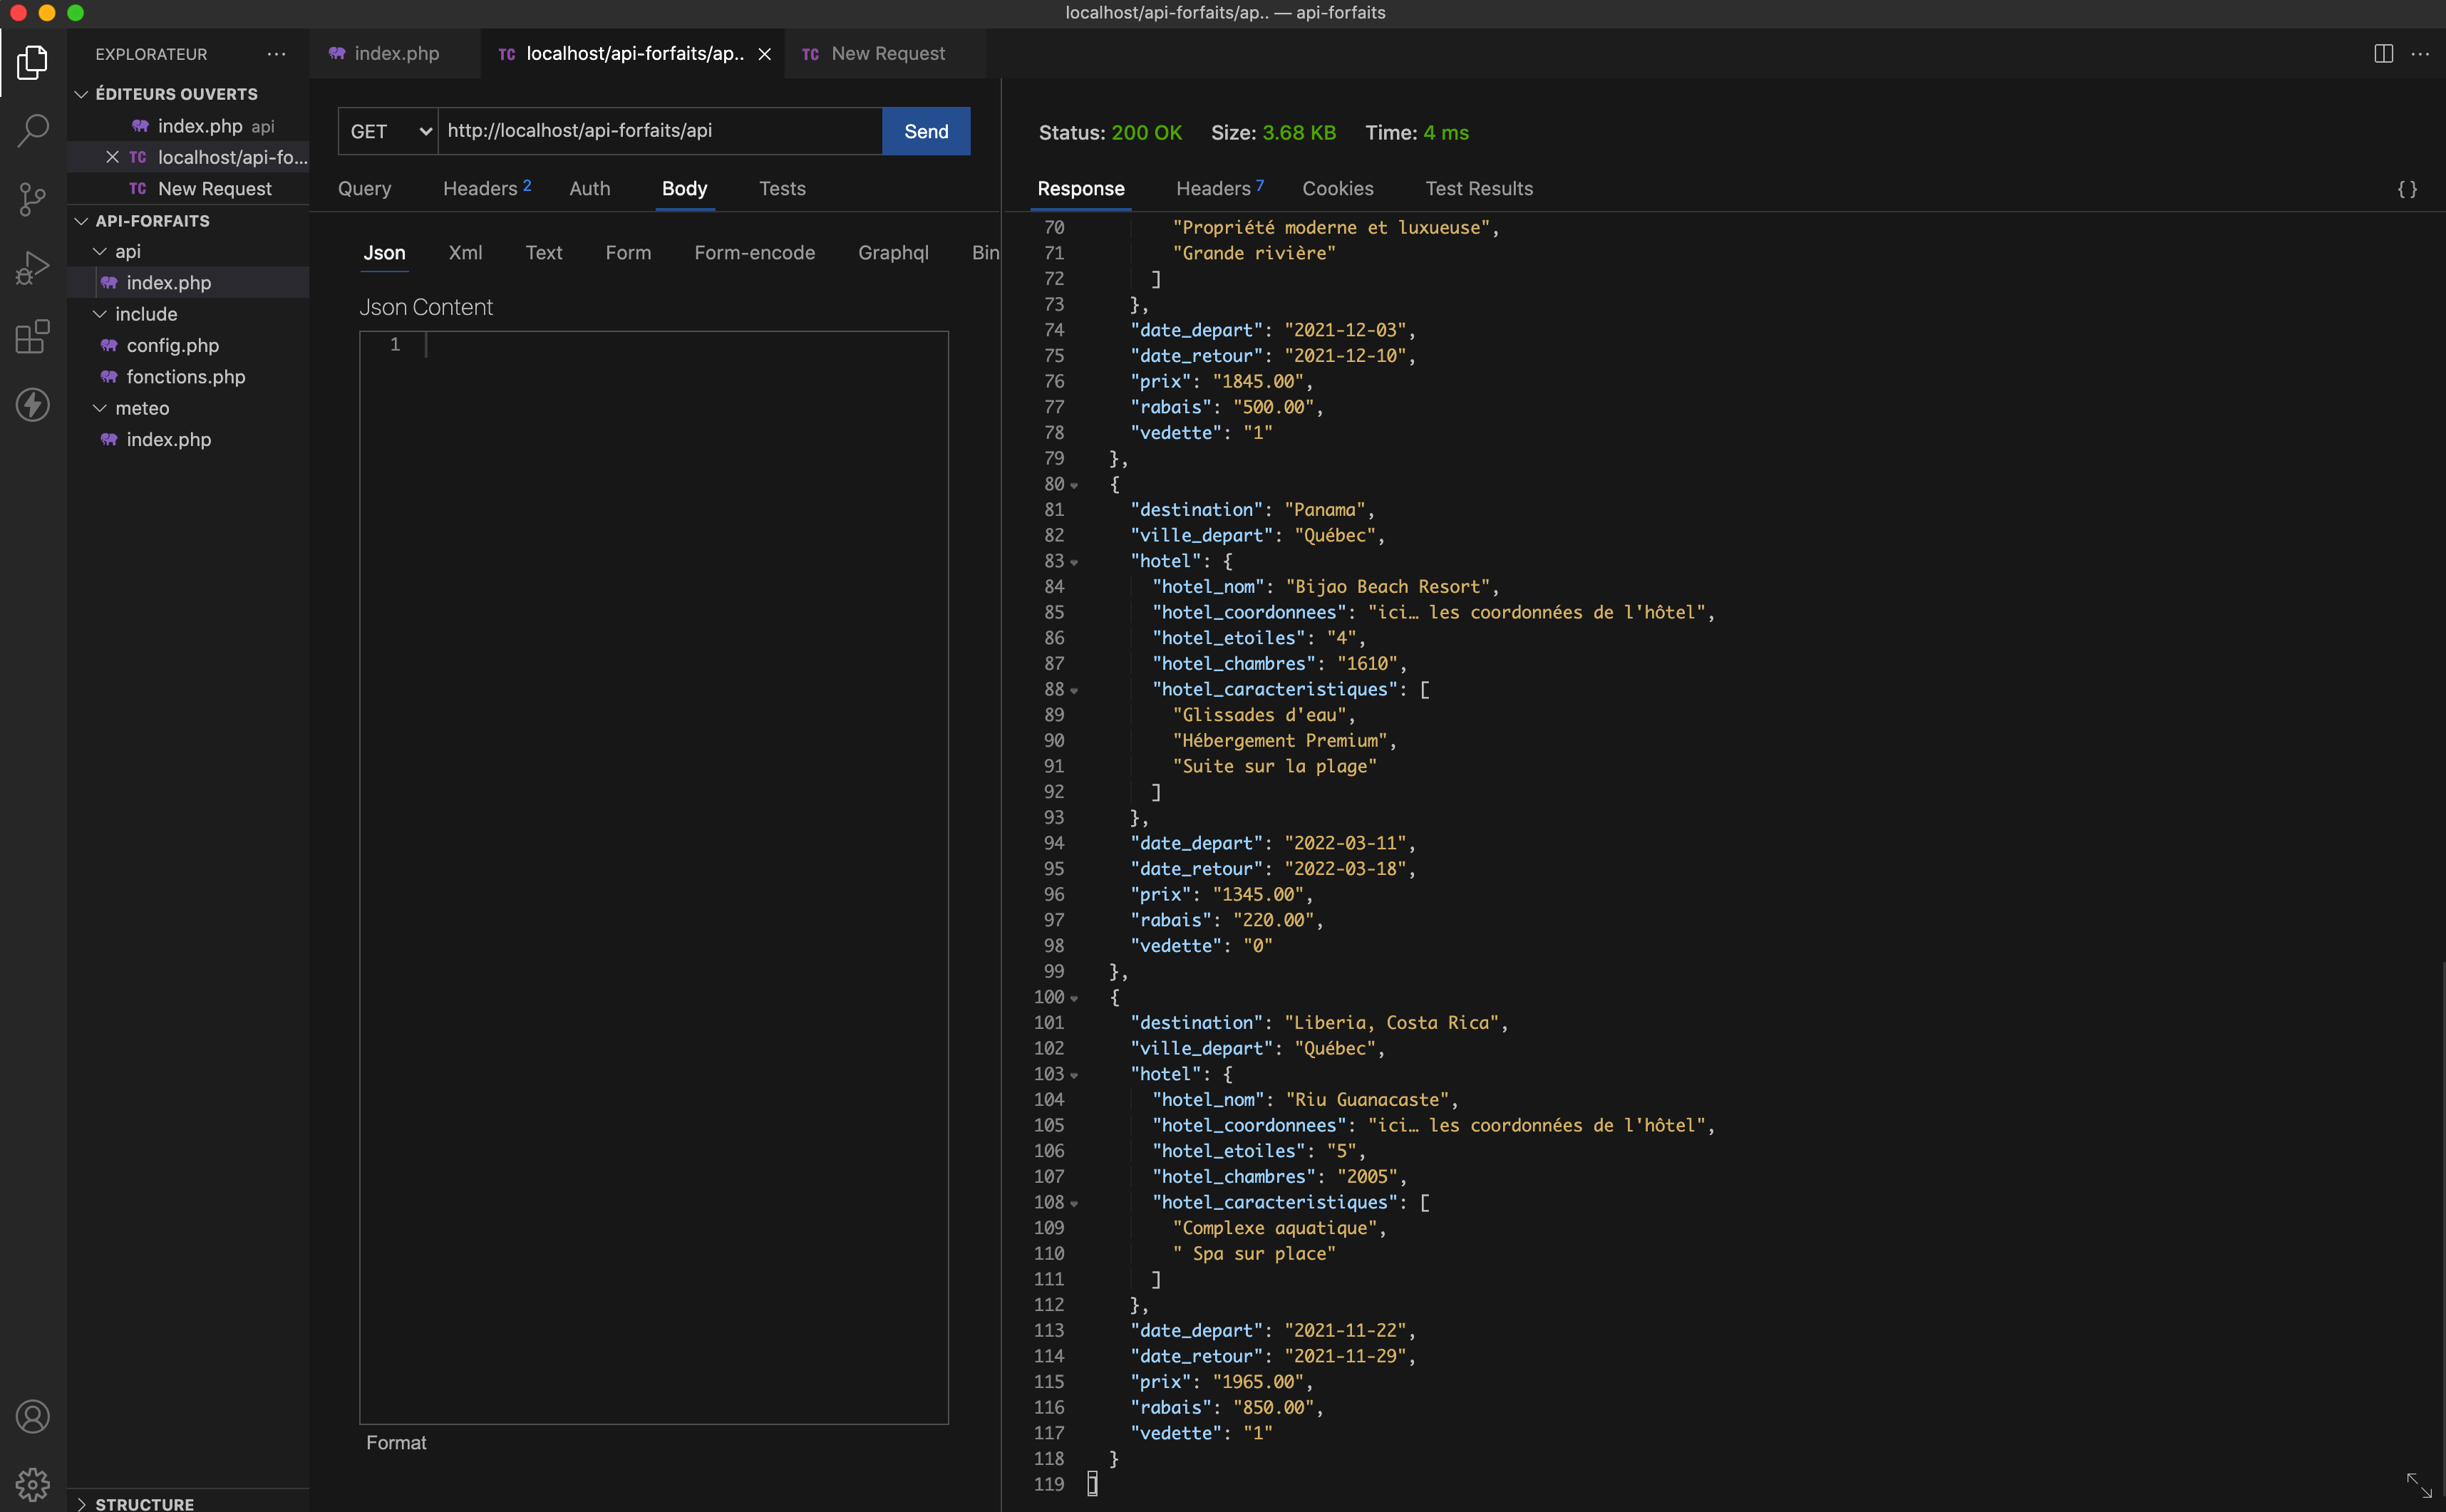 localhost/api-forfaits/ap.. — api-forfaits
EXPLORATEUR
ÉDITEURS OUVERTS
index.php api
TC localhost/api-fo...
TC New Request
API-FORFAITS
api
index.php
include
config.php
fonctions.php
meteo
index.php
STRUCTURE
index.php
TC localhost/api-forfaits/ap..
TC New Request
GET http://localhost/api-forfaits/api Send
Query Headers 2 Auth Body Tests
Json Xml Text Form Form-encode Graphql Bin
Json Content
1
Format
Status: 200 OK Size: 3.68 KB Time: 4 ms
Response Headers 7 Cookies Test Results {}
70 "Propriété moderne et luxueuse",
71 "Grande rivière"
72 ]
73 },
74 "date_depart": "2021-12-03",
75 "date_retour": "2021-12-10",
76 "prix": "1845.00",
77 "rabais": "500.00",
78 "vedette": "1"
79 },
80 {
81 "destination": "Panama",
82 "ville_depart": "Québec",
83 "hotel": {
84 "hotel_nom": "Bijao Beach Resort",
85 "hotel_coordonnees": "ici… les coordonnées de l'hôtel",
86 "hotel_etoiles": "4",
87 "hotel_chambres": "1610",
88 "hotel_caracteristiques": [
89 "Glissades d'eau",
90 "Hébergement Premium",
91 "Suite sur la plage"
92 ]
93 },
94 "date_depart": "2022-03-11",
95 "date_retour": "2022-03-18",
96 "prix": "1345.00",
97 "rabais": "220.00",
98 "vedette": "0"
99 },
100 {
101 "destination": "Liberia, Costa Rica",
102 "ville_depart": "Québec",
103 "hotel": {
104 "hotel_nom": "Riu Guanacaste",
105 "hotel_coordonnees": "ici… les coordonnées de l'hôtel",
106 "hotel_etoiles": "5",
107 "hotel_chambres": "2005",
108 "hotel_caracteristiques": [
109 "Complexe aquatique",
110 " Spa sur place"
111 ]
112 },
113 "date_depart": "2021-11-22",
114 "date_retour": "2021-11-29",
115 "prix": "1965.00",
116 "rabais": "850.00",
117 "vedette": "1"
118 }
119 ]